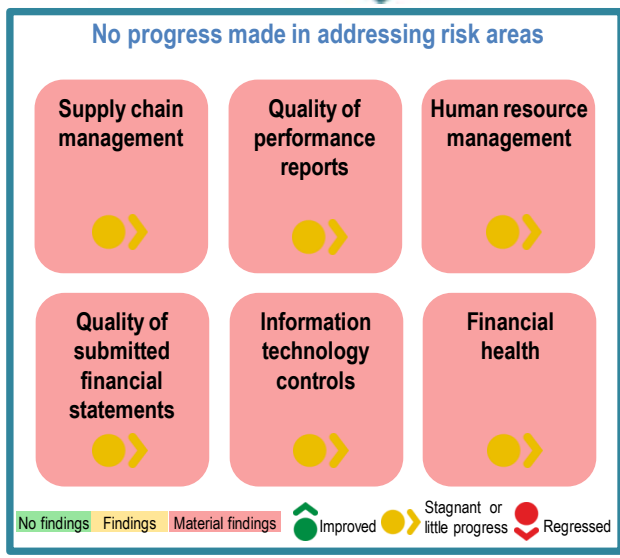 No progress made in addressing risk areas
Supply chain
management
Quality of
performance
reports
Human resource
management
Quality of
submitted
financial
statements
Information
technology
controls
Financial
health
No findings
Findings
Material findings
Improved
Stagnant or
little progress
Regressed